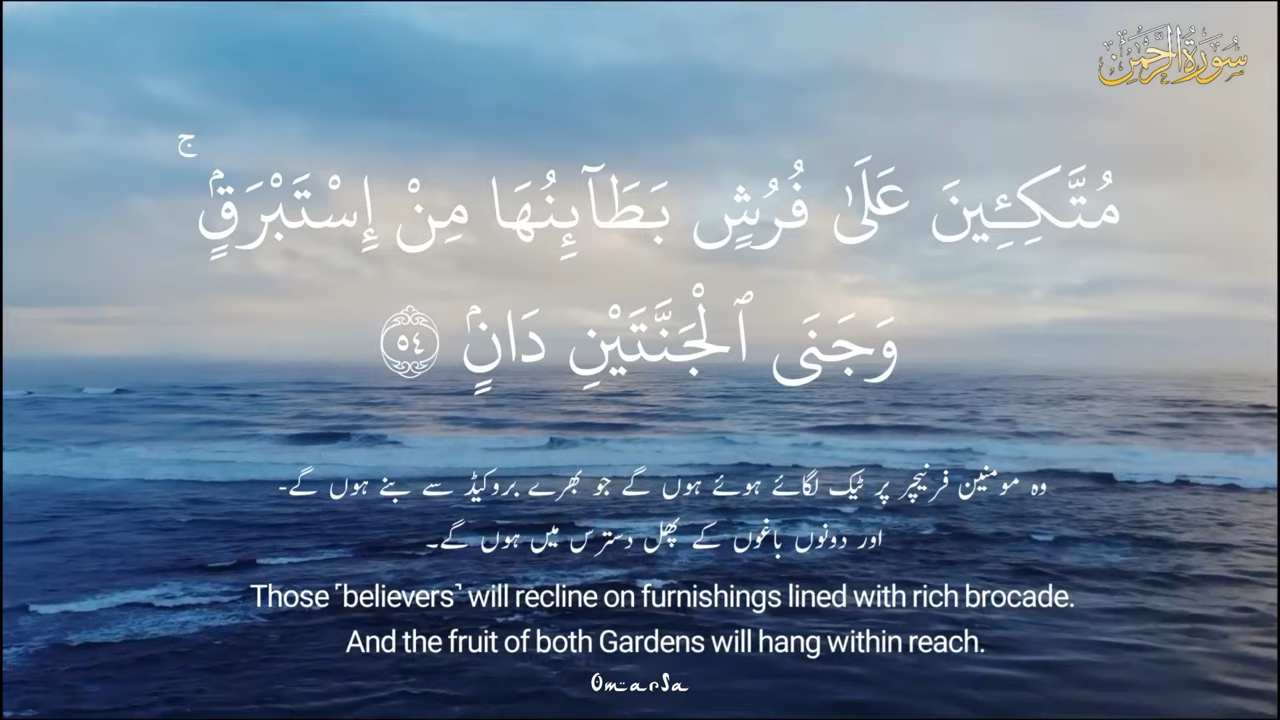 سُورَةُ الرَّحْمٰن
مُتَّكِـِٔينَ عَلَىٰ فُرُشٍۭ بَطَآئِنُهَا مِنْ إِسْتَبْرَقٍۢ ۚ
وَجَنَى ٱلْجَنَّتَيْنِ دَانٍۢ ٥٤
وہ مومنین فرنیچر پر ٹیک لگائے ہوئے ہوں گے جو بھرے بروکیڈ سے بنے ہوں گے-
اور دونوں باغوں کے پھل دسترس میں ہوں گے۔
Those ˹believers˺ will recline on furnishings lined with rich brocade.
And the fruit of both Gardens will hang within reach.
OmarSa